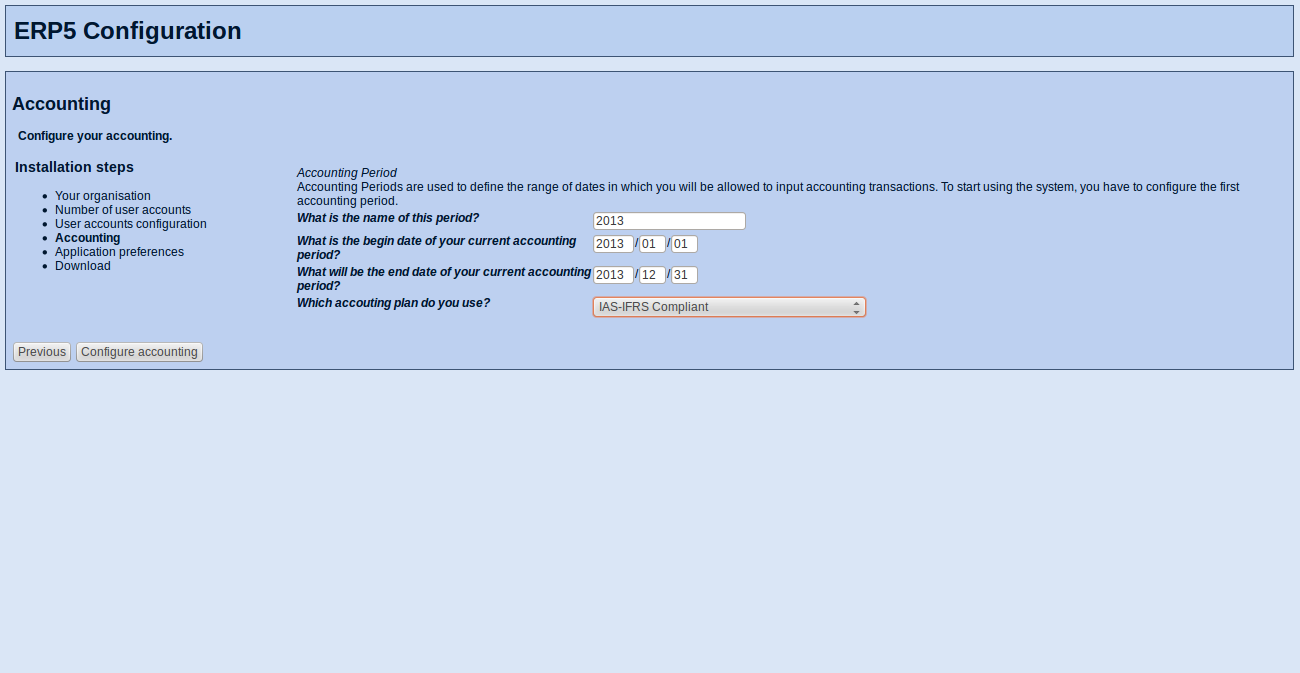 ERP5 Configuration
Accounting
Configure your accounting.
Installation steps
Your organisation
Number of user accounts
User accounts configuration
Accounting
Application preferences
Download
Accounting Period
Accounting Periods are used to define the range of dates in which you will be allowed to input accounting transactions. To start using the system, you have to configure the first
accounting period.
What is the name of this period? 2013
What is the begin date of your current accounting
period? 2013 / 01 / 01
What will be the end date of your current accounting
period? 2013 / 12 / 31
Which accouting plan do you use? IAS-IFRS Compliant
Previous Configure accounting